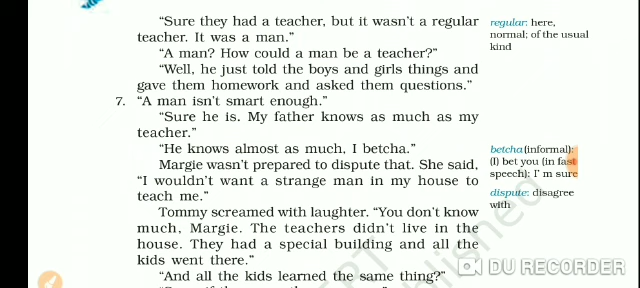 “Sure they had a teacher, but it wasn’t a regular
teacher. It was a man.”
“A man? How could a man be a teacher?”
“Well, he just told the boys and girls things and
gave them homework and asked them questions.”
7. “A man isn’t smart enough.”
“Sure he is. My father knows as much as my
teacher.”
“He knows almost as much, I betcha.”
Margie wasn’t prepared to dispute that. She said,
“I wouldn’t want a strange man in my house to
teach me.”
Tommy screamed with laughter. “You don’t know
much, Margie. The teachers didn’t live in the
house. They had a special building and all the
kids went there.”
“And all the kids learned the same thing?”
regular: here,
normal; of the usual
kind
betcha (informal):
(I) bet you (in fast
speech): I’ m sure
dispute: disagree
with
DU RECORDER